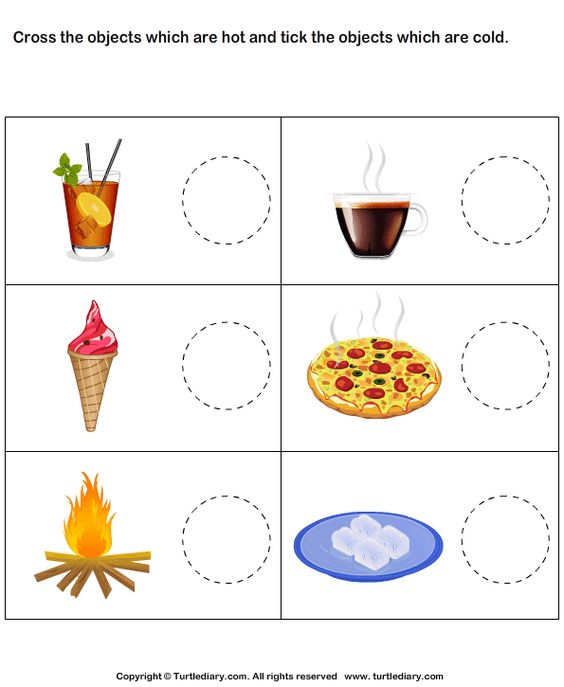 Cross the objects which are hot and tick the objects which are cold.
Copyright © Turtlediary.com. All rights reserved www.turtlediary.com